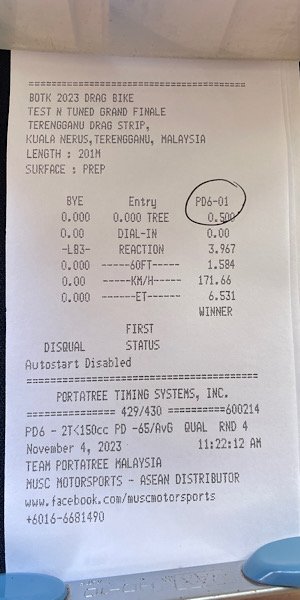 ==========================================
BOTK 2023 DRAG BIKE
TEST N TUNED GRAND FINALE
TERENGGANU DRAG STRIP,
KUALA NERUS,TERENGGANU, MALAYSIA
LENGTH : 201M
SURFACE : PREP
BYE Entry PD6-01
0.000 0.000 TREE 0.500
0.00 DIAL-IN 0.00
-LB3- REACTION 3.967
0.000 ------60FT------ 1.584
0.00 ------KM/H------ 171.66
0.000 -------ET------- 6.531
WINNER
FIRST
DISQUAL STATUS
Autostart Disabled
==========================================
PORTATREE TIMING SYSTEMS, INC.
=============== 429/430 ==========600214
PD6 - 2T<150cc PD -65/AvG QUAL RND 4
November 4, 2023 11:22:12 AM
TEAM PORTATREE MALAYSIA
MUSC MOTORSPORTS - ASEAN DISTRIBUTOR
www.facebook.com/muscmotorsports
+6016-6681490